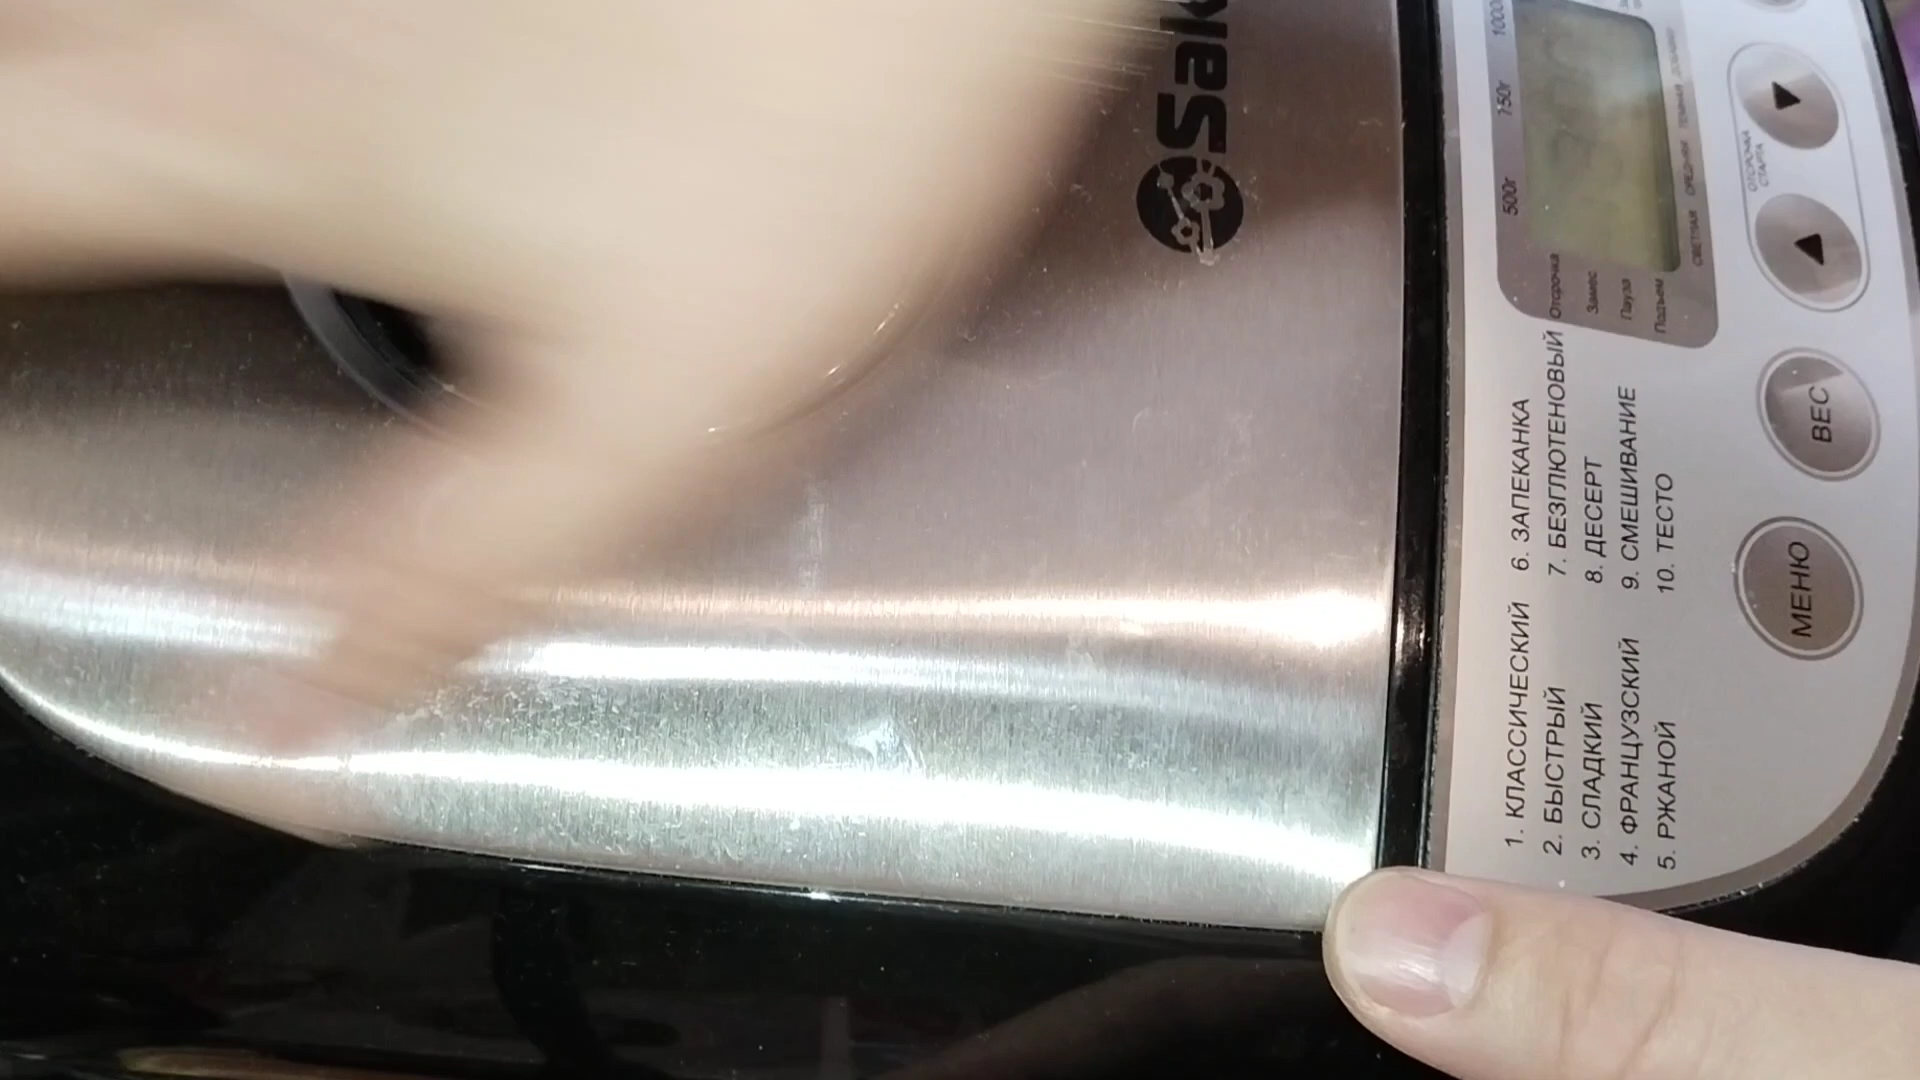 Sak
500г 750г 1000
Отсрочка
Замес
Пауза
Подъем
СВЕТЛАЯ СРЕДНЯЯ ТЕМНАЯ
ОТСРОЧКА
СТАРТА
1. КЛАССИЧЕСКИЙ
2. БЫСТРЫЙ
3. СЛАДКИЙ
4. ФРАНЦУЗСКИЙ
5. РЖАНОЙ
6. ЗАПЕКАНКА
7. БЕЗГЛЮТЕНОВЫЙ
8. ДЕСЕРТ
9. СМЕШИВАНИЕ
10. ТЕСТО
МЕНЮ
ВЕС